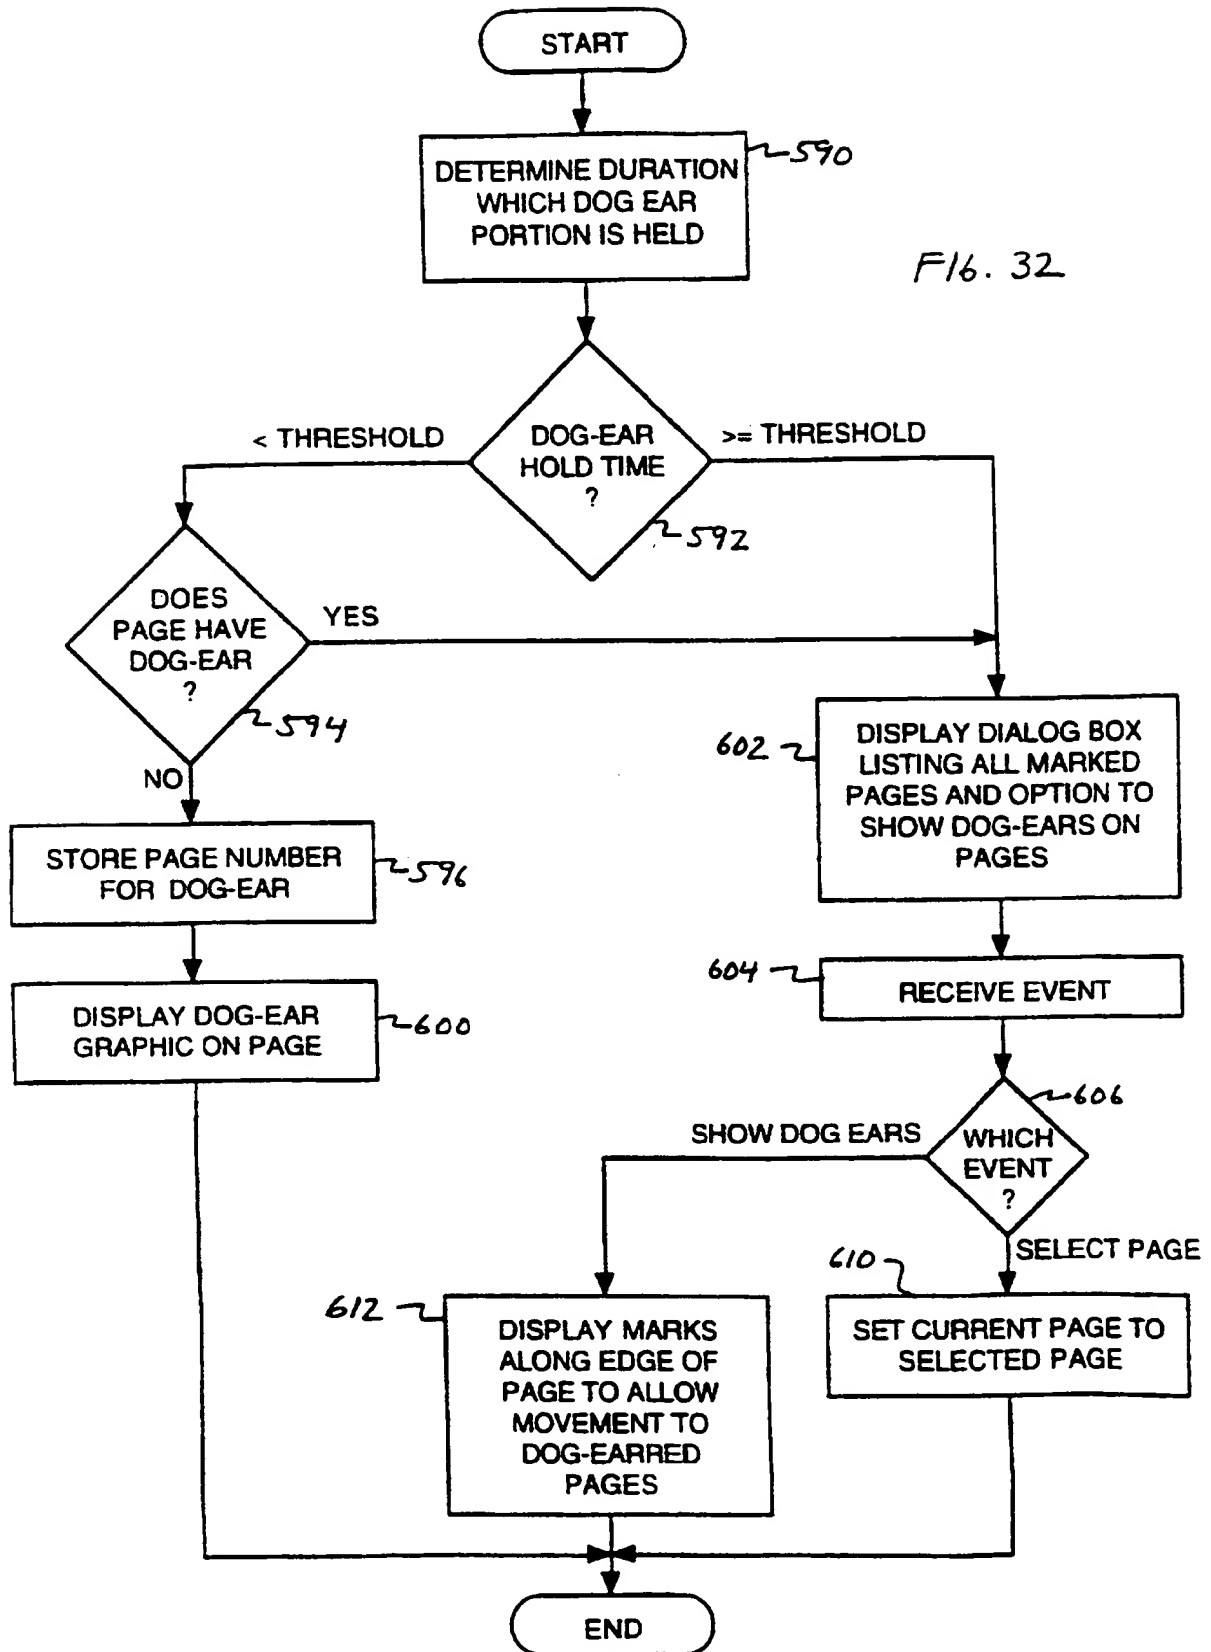 START
DETERMINE DURATION
WHICH DOG EAR
PORTION IS HELD
590
FIG. 32
< THRESHOLD
DOG-EAR
HOLD TIME
?
>= THRESHOLD
592
DOES
PAGE HAVE
DOG-EAR
?
YES
594
NO
602
DISPLAY DIALOG BOX
LISTING ALL MARKED
PAGES AND OPTION TO
SHOW DOG-EARS ON
PAGES
STORE PAGE NUMBER
FOR DOG-EAR
596
604
RECEIVE EVENT
DISPLAY DOG-EAR
GRAPHIC ON PAGE
600
606
SHOW DOG EARS
WHICH
EVENT
?
SELECT PAGE
610
612
DISPLAY MARKS
ALONG EDGE OF
PAGE TO ALLOW
MOVEMENT TO
DOG-EARRED
PAGES
SET CURRENT PAGE TO
SELECTED PAGE
END